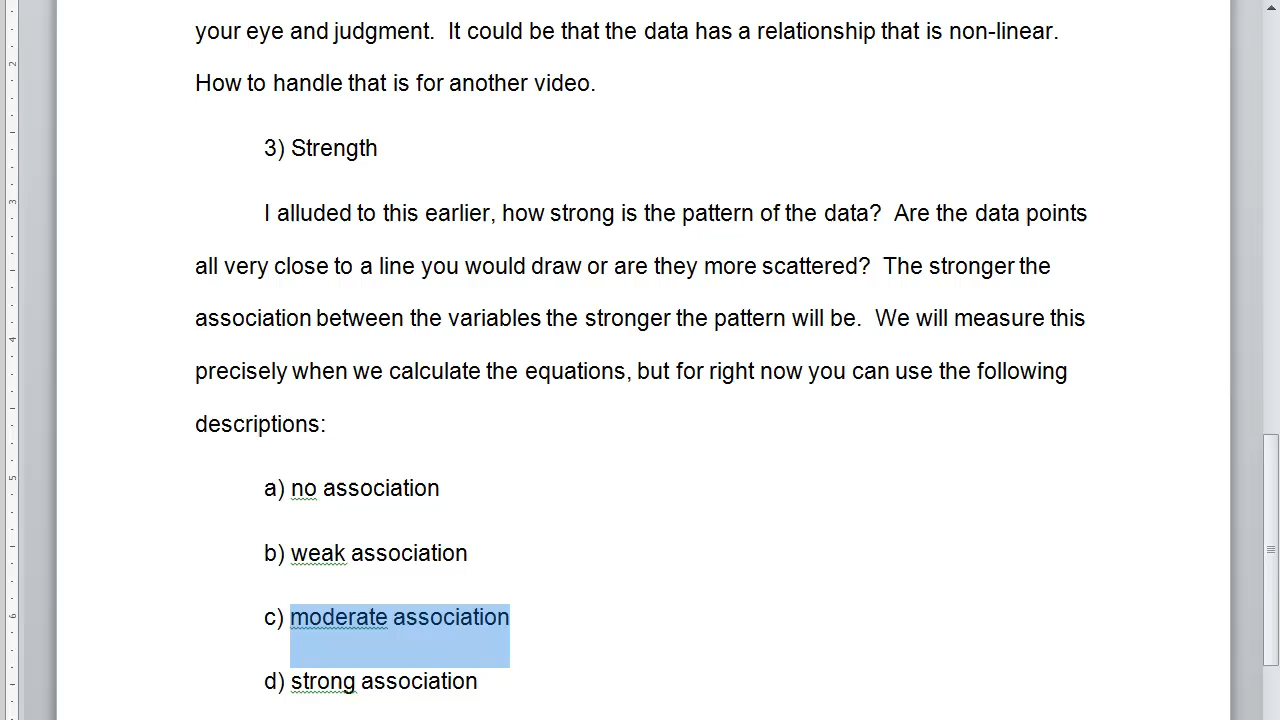 your eye and judgment.  It could be that the data has a relationship that is non-linear.
How to handle that is for another video.
3) Strength
I alluded to this earlier, how strong is the pattern of the data?  Are the data points
all very close to a line you would draw or are they more scattered?  The stronger the
association between the variables the stronger the pattern will be.  We will measure this
precisely when we calculate the equations, but for right now you can use the following
descriptions:
a) no association
b) weak association
c) moderate association
d) strong association
2
3
4
5
6